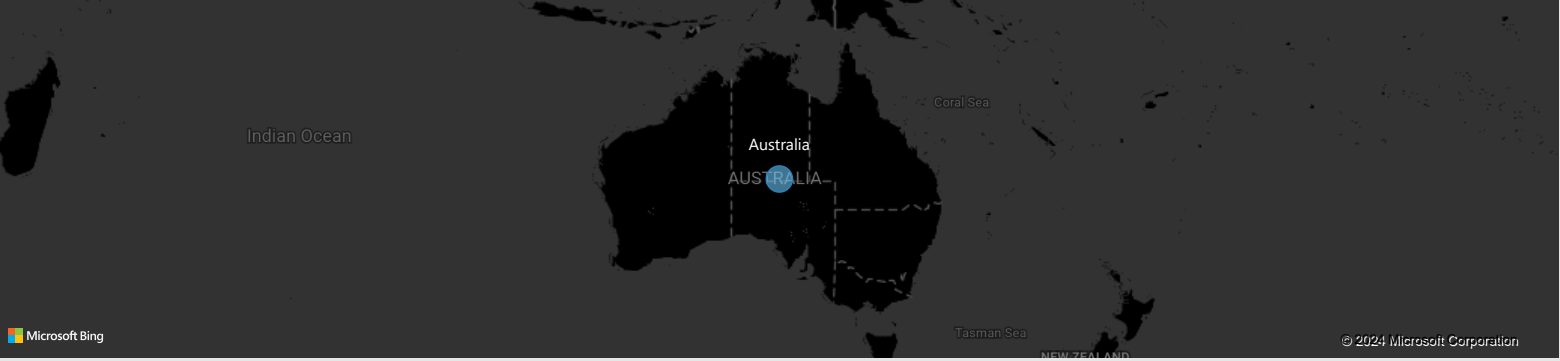 Coral Sea
Indian Ocean
Australia
AUSTRALIA
Tasman Sea
Microsoft Bing
© 2024 Microsoft Corporation
NEW ZEALAND